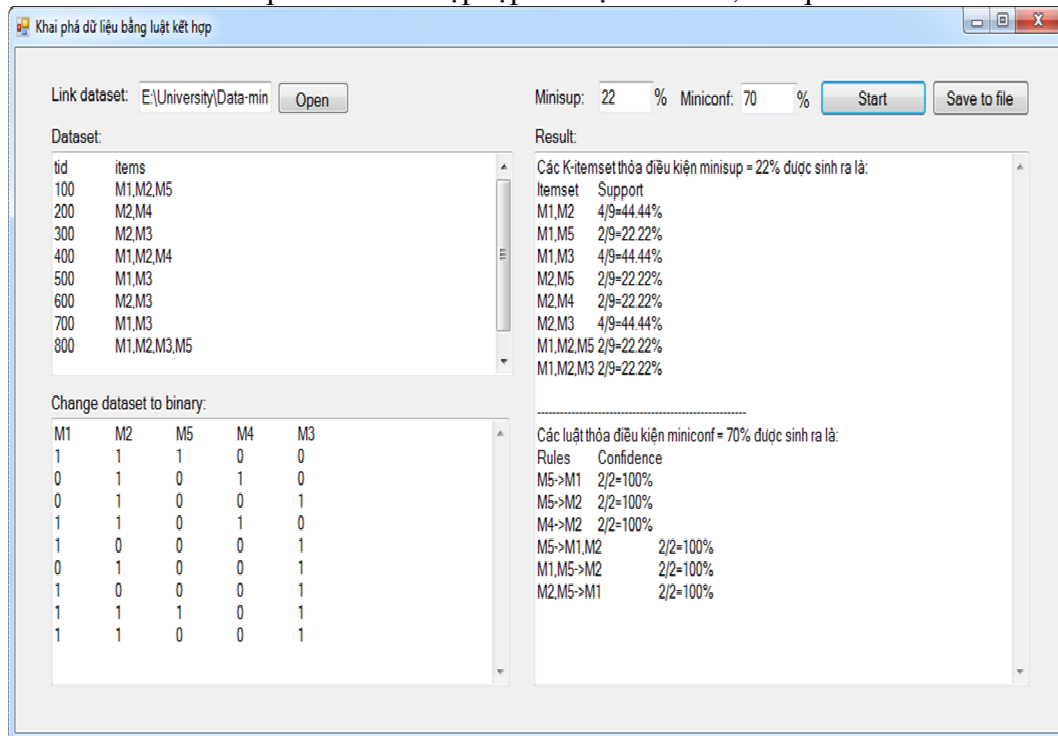 Khai phá dữ liệu bằng luật kết hợp
Link dataset: E:\University\Data-min Open
Dataset:
tid items
100 M1,M2,M5
200 M2,M4
300 M2,M3
400 M1,M2,M4
500 M1,M3
600 M2,M3
700 M1,M3
800 M1,M2,M3,M5
Change dataset to binary:
M1 M2 M5 M4 M3
1 1 1 0 0
0 1 0 1 0
0 1 0 0 1
1 1 0 1 0
1 0 0 0 1
0 1 0 0 1
1 0 0 0 1
1 1 1 0 1
1 1 0 0 1
Minisup: 22 % Miniconf: 70 % Start Save to file
Result:
Các K-itemset thỏa điều kiện minisup = 22% được sinh ra là:
Itemset Support
M1,M2 4/9=44.44%
M1,M5 2/9=22.22%
M1,M3 4/9=44.44%
M2,M5 2/9=22.22%
M2,M4 2/9=22.22%
M2,M3 4/9=44.44%
M1,M2,M5 2/9=22.22%
M1,M2,M3 2/9=22.22%
-------------------------------------------------------
Các luật thỏa điều kiện miniconf = 70% được sinh ra là:
Rules Confidence
M5->M1 2/2=100%
M5->M2 2/2=100%
M4->M2 2/2=100%
M5->M1,M2 2/2=100%
M1,M5->M2 2/2=100%
M2,M5->M1 2/2=100%